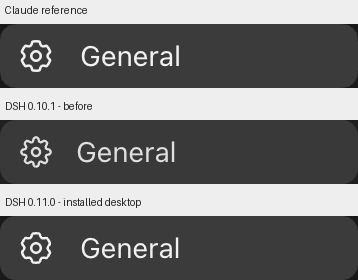 Claude reference
General
DSH 0.10.1 - before
General
DSH 0.11.0 - installed desktop
General